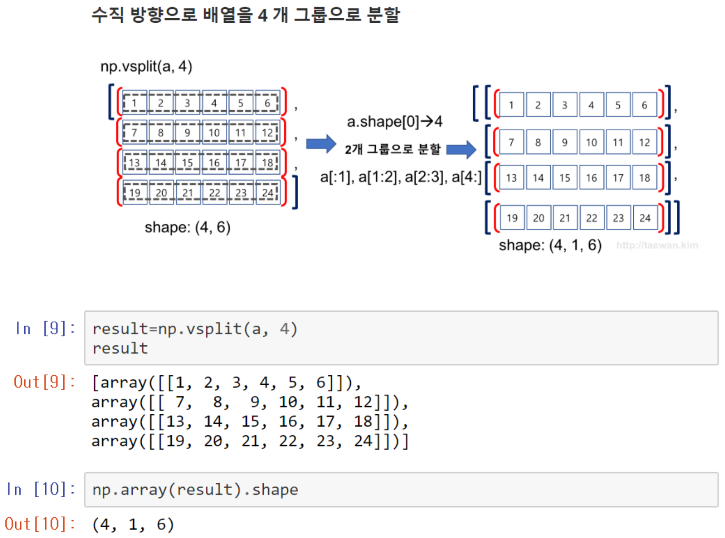 수직 방향으로 배열을 4 개 그룹으로 분할
np.vsplit(a, 4)
1 2 3 4 5 6 ,
7 8 9 10 11 12 ,
13 14 15 16 17 18 ,
19 20 21 22 23 24
shape: (4, 6)
a.shape[0]→4
2개 그룹으로 분할
a[:1], a[1:2], a[2:3], a[4:]
1 2 3 4 5 6 ,
7 8 9 10 11 12 ,
13 14 15 16 17 18 ,
19 20 21 22 23 24
shape: (4, 1, 6)
http://taewan.kim
In [9]: result=np.vsplit(a, 4)
result
Out[9]: [array([[1, 2, 3, 4, 5, 6]]),
array([[ 7,  8,  9, 10, 11, 12]]),
array([[13, 14, 15, 16, 17, 18]]),
array([[19, 20, 21, 22, 23, 24]])]
In [10]: np.array(result).shape
Out[10]: (4, 1, 6)